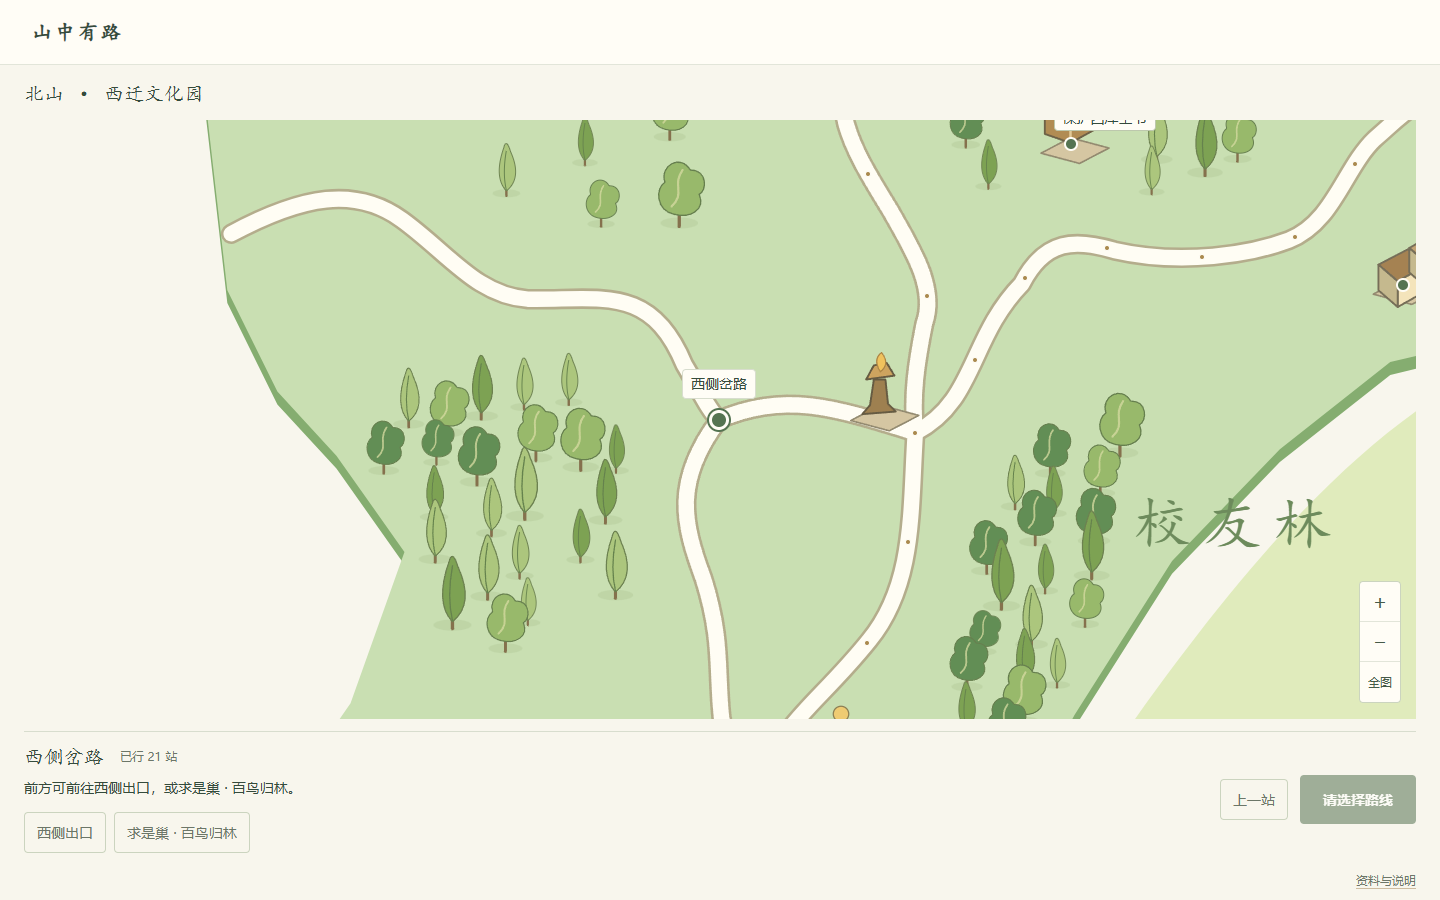 山中有路
北山 • 西迁文化园
西侧岔路
校友林
+
−
全图
西侧岔路 已行 21 站
前方可前往西侧出口，或求是巢 · 百鸟归林。
西侧出口 求是巢 · 百鸟归林
上一站 请选择路线
资料与说明